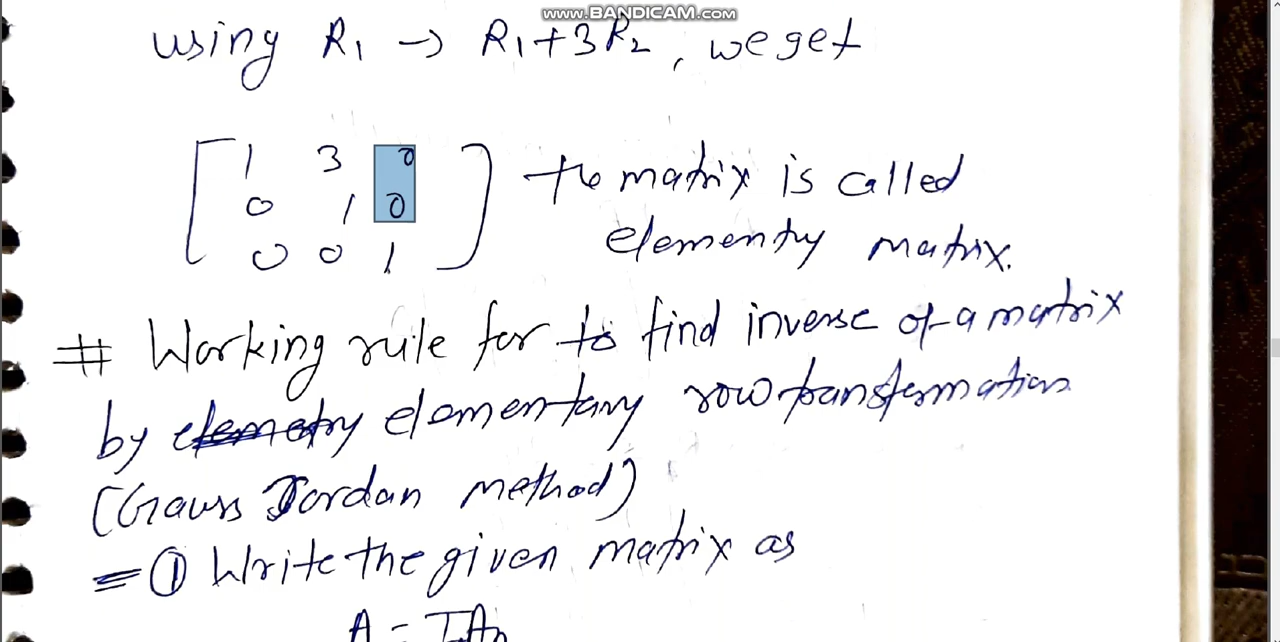 www.BANDICAM.com
using R1 → R1+3R2, we get
1 3 0
0 1 0
0 0 1
the matrix is called
elementry matrix.
# Working rule for to find inverse of a matrix
by elementary row transformation
(Gauss Jordan method)
= ① Write the given matrix as
A = IAn